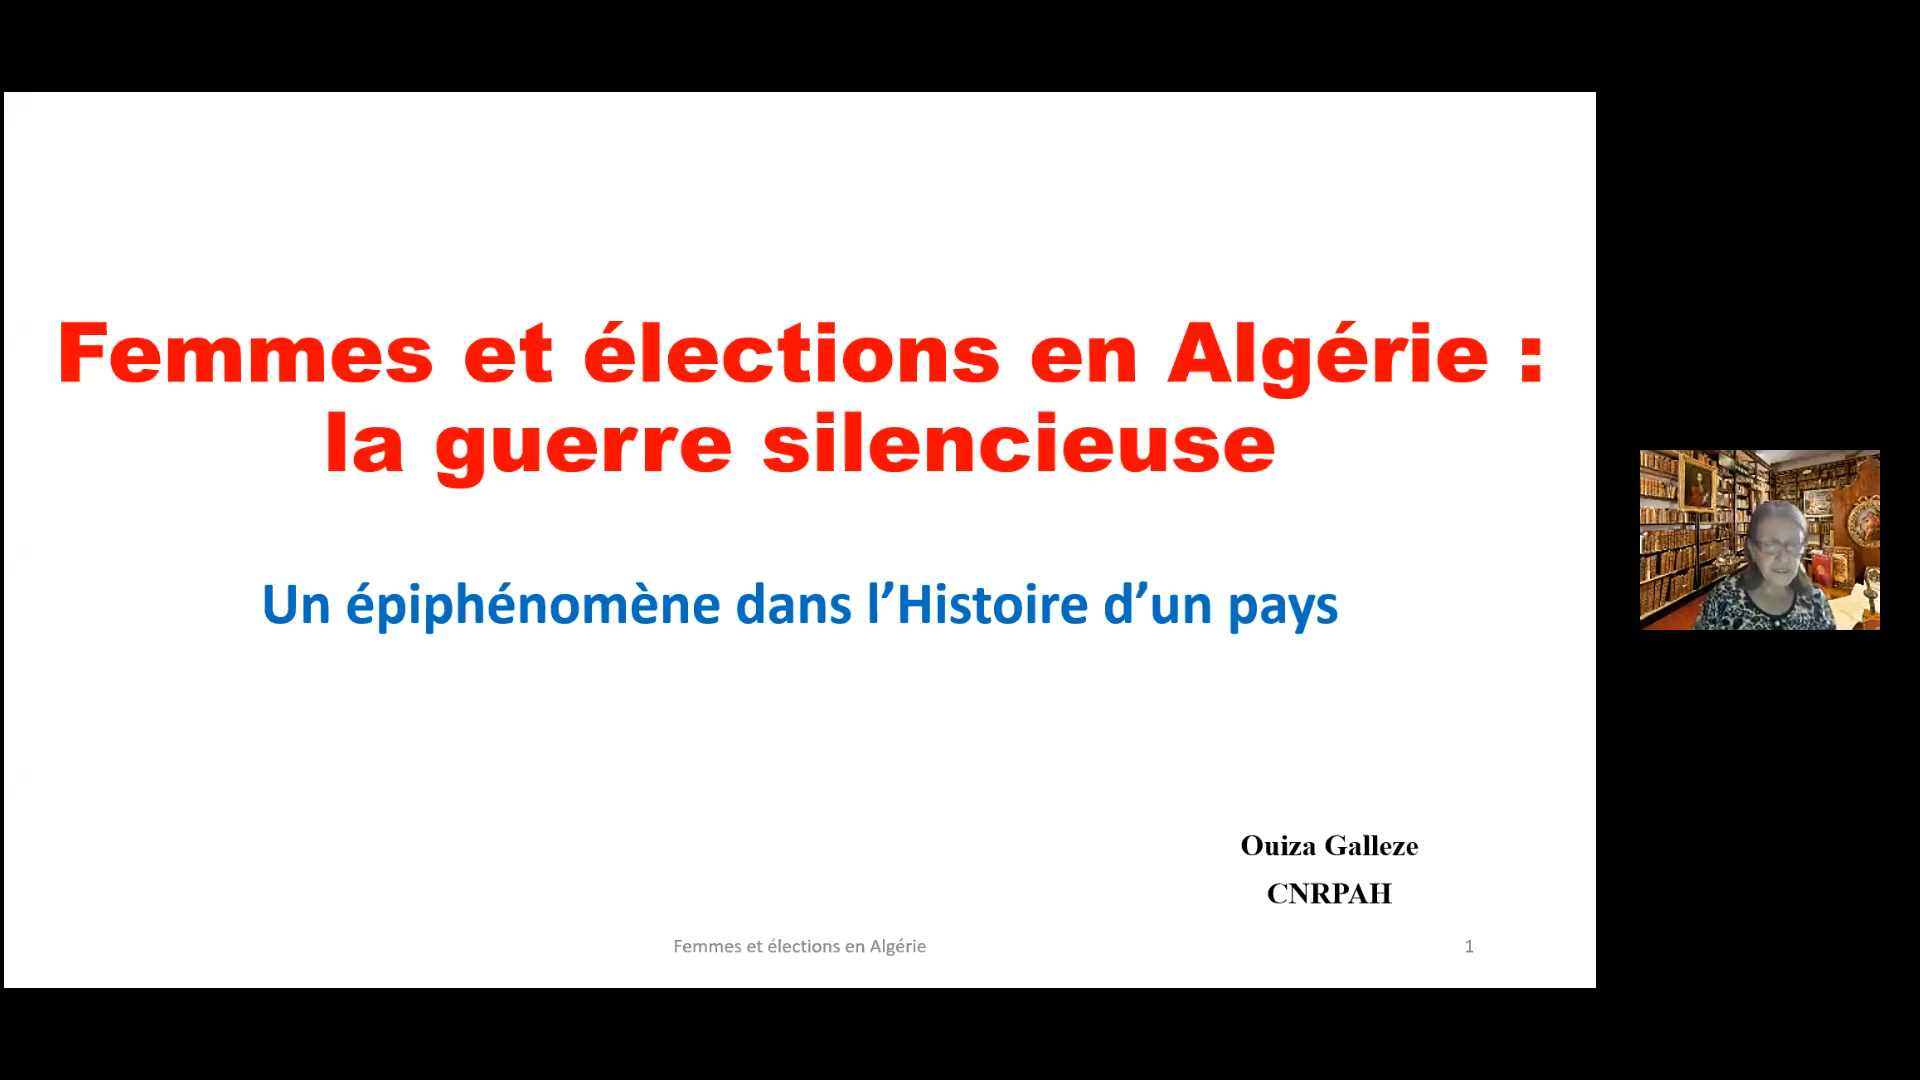 Femmes et élections en Algérie :
la guerre silencieuse
Un épiphénomène dans l’Histoire d’un pays
Ouiza Galleze
CNRPAH
Femmes et élections en Algérie
1